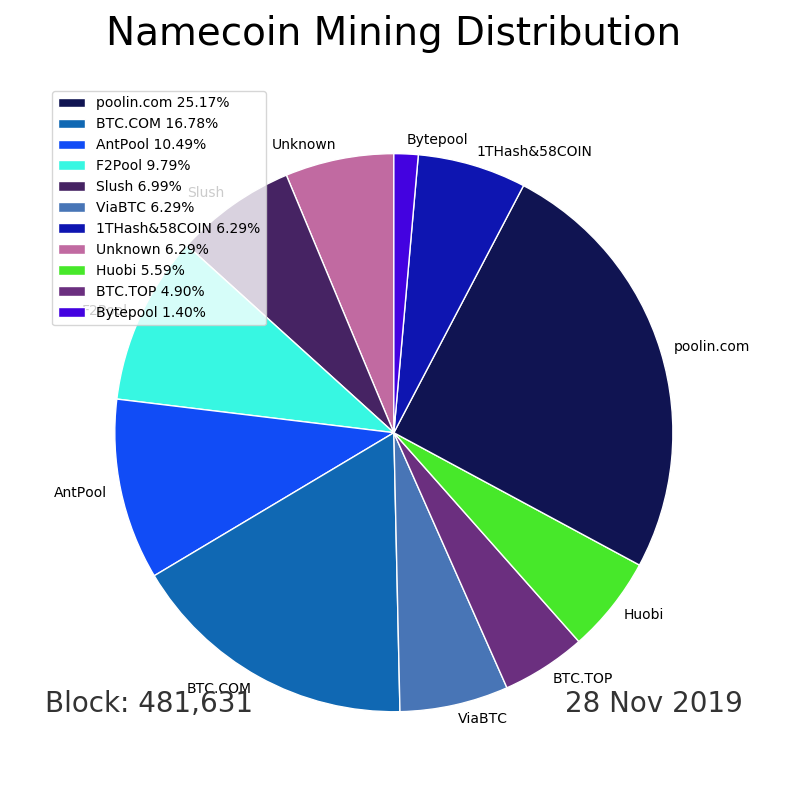 Namecoin Mining Distribution
poolin.com 25.17%
BTC.COM 16.78%
AntPool 10.49%
F2Pool 9.79%
Slush 6.99%
ViaBTC 6.29%
1THash&58COIN 6.29%
Unknown 6.29%
Huobi 5.59%
BTC.TOP 4.90%
Bytepool 1.40%
Bytepool
1THash&58COIN
Unknown
Slush
F2Pool
poolin.com
AntPool
Huobi
BTC.TOP
BTC.COM
ViaBTC
Block: 481,631
28 Nov 2019